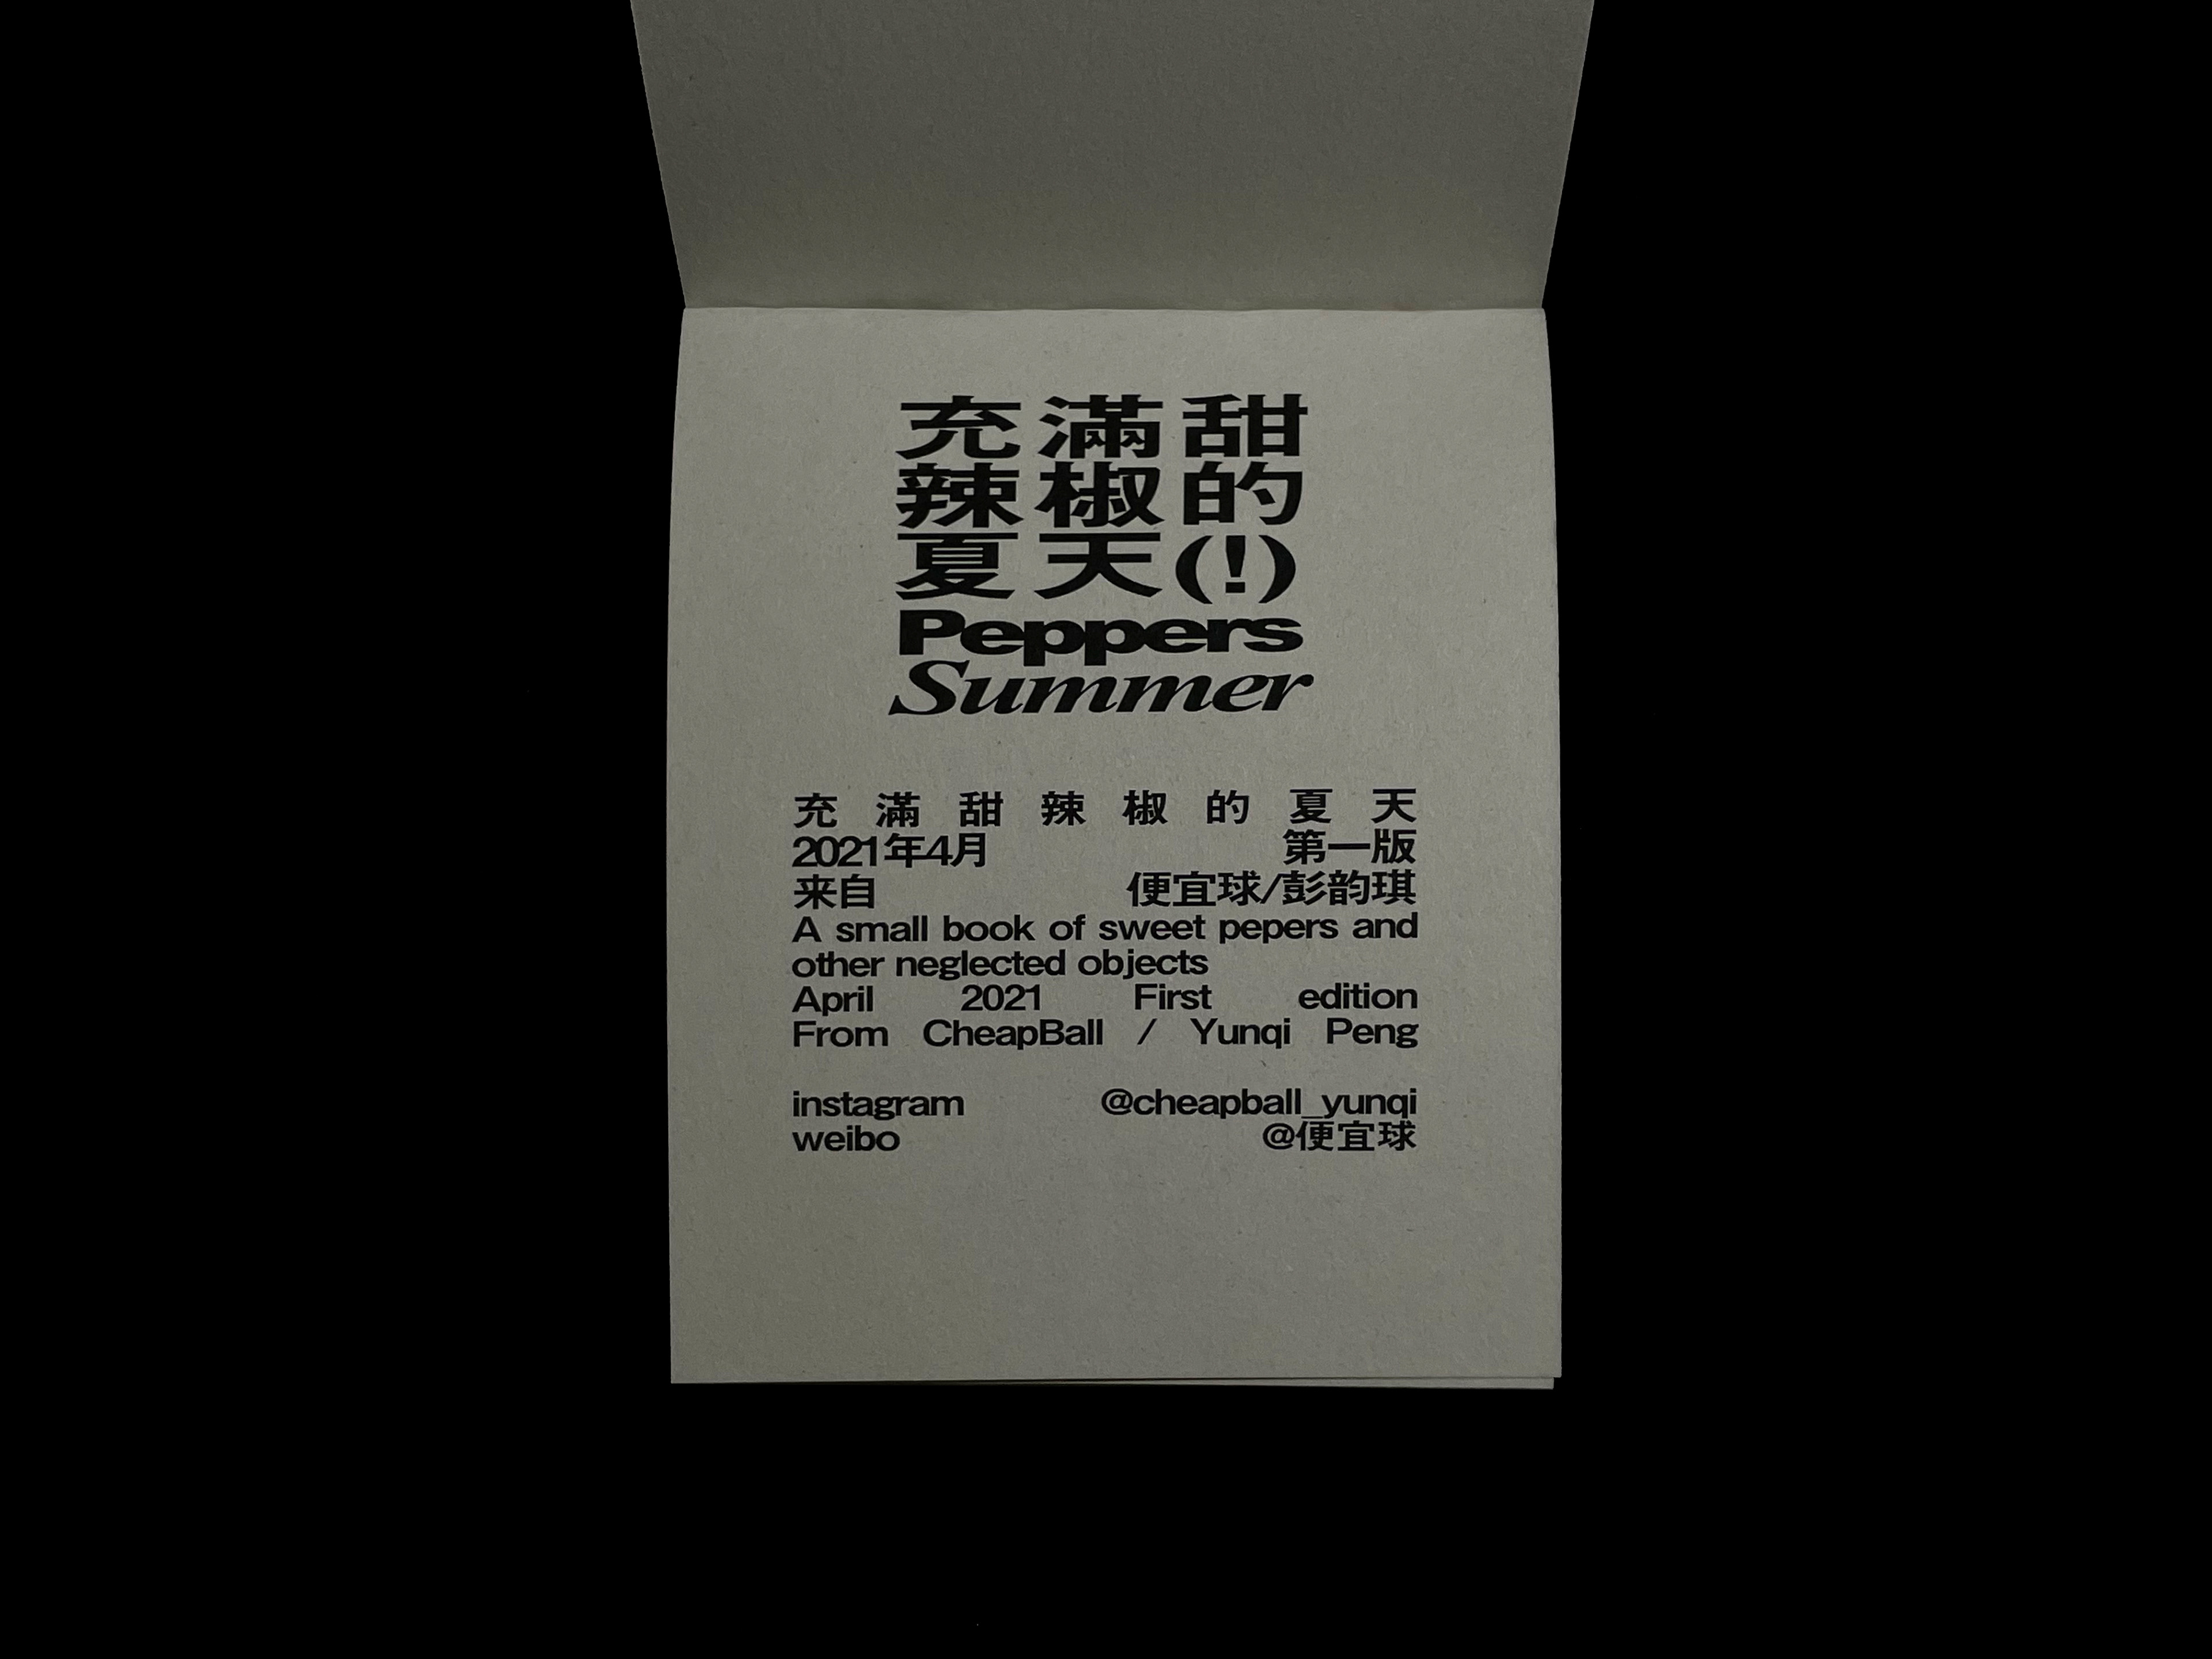 充滿甜
辣椒的
夏天(!)
Peppers
Summer
充滿甜辣椒的夏天
2021年4月 第一版
来自 便宜球/彭韵琪
A small book of sweet pepers and
other neglected objects
April 2021 First edition
From CheapBall / Yunqi Peng
instagram @cheapball_yunqi
weibo @便宜球